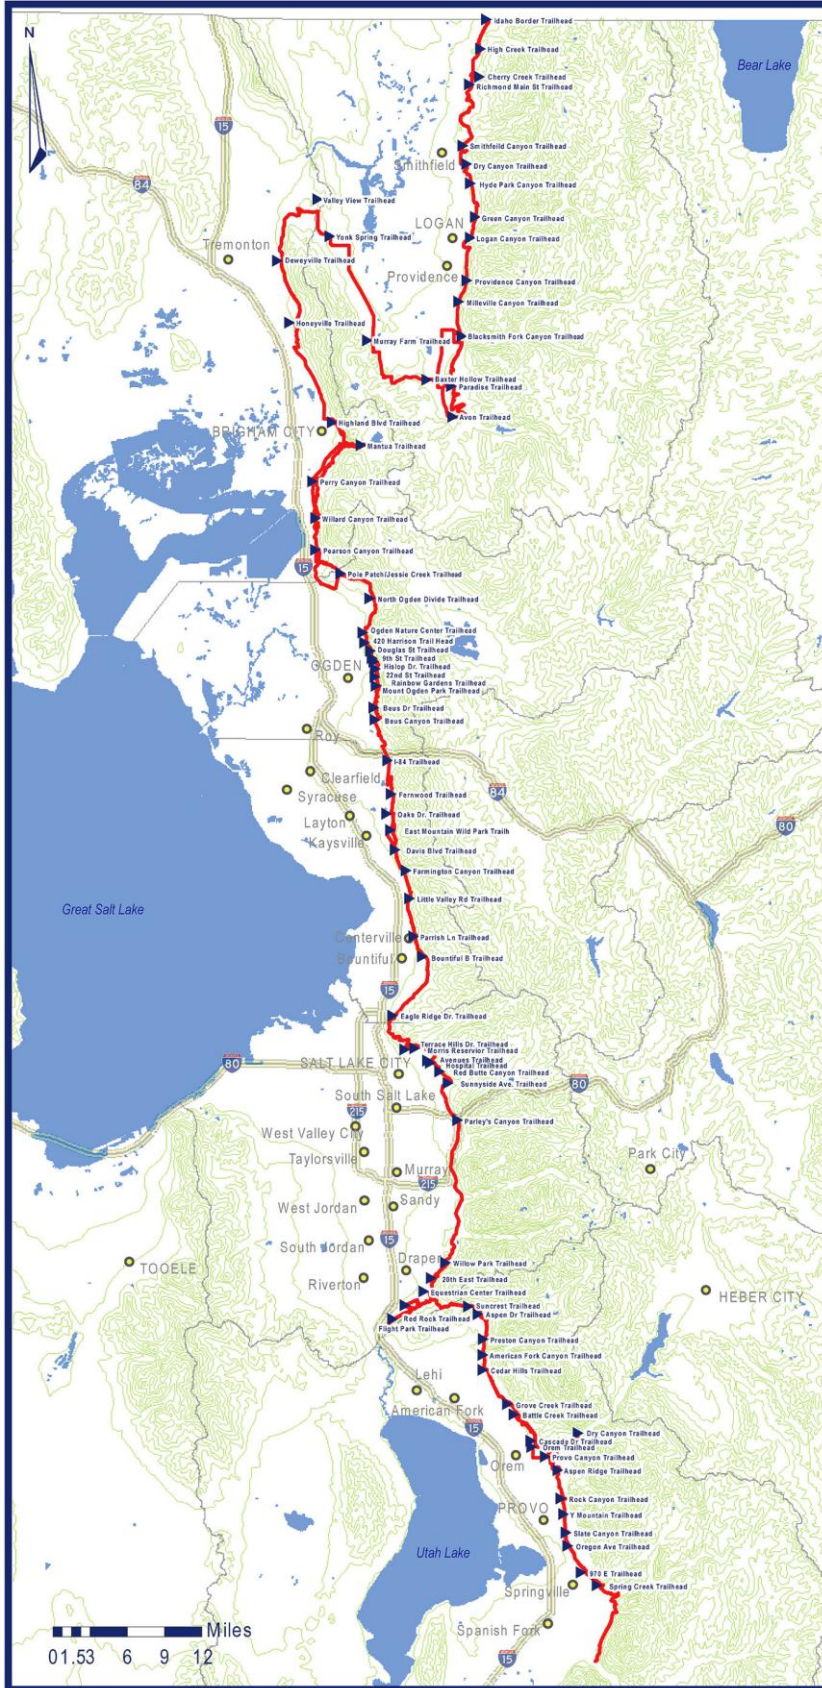 N
Idaho Border Trailhead
High Creek Trailhead
Bear Lake
Cherry Creek Trailhead
Richmond Main St Trailhead
15
Smithfeild Canyon Trailhead
Smithfield
Dry Canyon Trailhead
84
Hyde Park Canyon Trailhead
Valley View Trailhead
Green Canyon Trailhead
LOGAN
Yonk Spring Trailhead
Logan Canyon Trailhead
Tremonton
Deweyville Trailhead
Providence
Providence Canyon Trailhead
Milleville Canyon Trailhead
Honeyville Trailhead
Blacksmith Fork Canyon Trailhead
Murray Farm Trailhead
Baxter Hollow Trailhead
Paradise Trailhead
Avon Trailhead
Highland Blvd Trailhead
BRIGHAM CITY
Mantua Trailhead
Perry Canyon Trailhead
Willard Canyon Trailhead
Pearson Canyon Trailhead
15
Pole Patch/Jessie Creek Trailhead
North Ogden Divide Trailhead
Ogden Nature Center Trailhead
420 Harrison Trail Head
Douglas St Trailhead
9th St Trailhead
OGDEN
Hislop Dr. Trailhead
22nd St Trailhead
Rainbow Gardens Trailhead
Mount Ogden Park Trailhead
Beus Dr Trailhead
Beus Canyon Trailhead
Roy
I-84 Trailhead
Clearfield
84
Syracuse
Fernwood Trailhead
Layton
Oaks Dr. Trailhead
80
Kaysville
East Mountain Wild Park Trailh
Davis Blvd Trailhead
Farmington Canyon Trailhead
Little Valley Rd Trailhead
Great Salt Lake
Centerville
Parrish Ln Trailhead
Bountiful
Bountiful B Trailhead
15
Eagle Ridge Dr. Trailhead
Terrace Hills Dr. Trailhead
Morris Reservior Trailhead
80
SALT LAKE CITY
Avenues Trailhead
Hospital Trailhead
Red Butte Canyon Trailhead
80
Sunnyside Ave. Trailhead
South Salt Lake
215
Parley's Canyon Trailhead
West Valley City
Taylorsville
Park City
Murray
215
West Jordan
Sandy
15
South Jordan
Draper
Willow Park Trailhead
TOOELE
Riverton
20th East Trailhead
Equestrian Center Trailhead
HEBER CITY
Suncrest Trailhead
Red Rock Trailhead
Aspen Dr Trailhead
Flight Park Trailhead
Preston Canyon Trailhead
American Fork Canyon Trailhead
Cedar Hills Trailhead
Lehi
American Fork
Grove Creek Trailhead
Battle Creek Trailhead
15
Dry Canyon Trailhead
Cascade Dr Trailhead
Orem Trailhead
Provo Canyon Trailhead
Orem
Aspen Ridge Trailhead
Rock Canyon Trailhead
PROVO
Y Mountain Trailhead
Slate Canyon Trailhead
Oregon Ave Trailhead
Utah Lake
970 E Trailhead
Springville
Spring Creek Trailhead
Spanish Fork
15
Miles
0 1.5 3 6 9 12